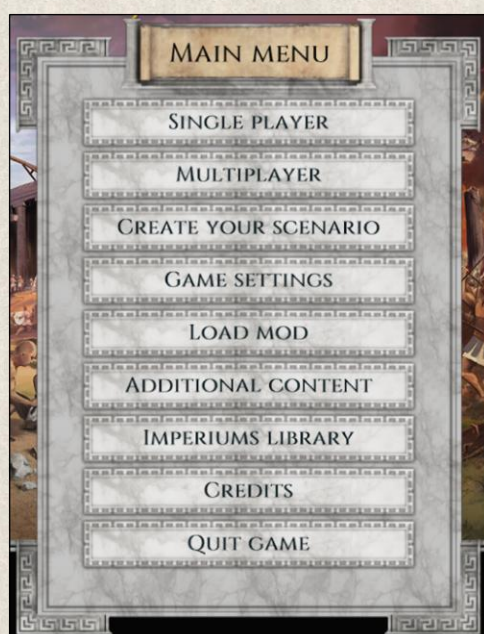 Main menu
Single player
Multiplayer
Create your scenario
Game settings
Load mod
Additional content
Imperiums library
Credits
Quit game